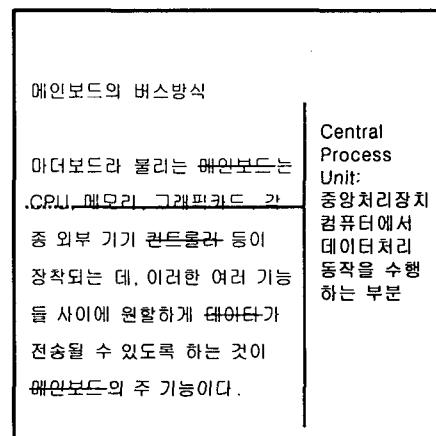 메인보드의 버스방식
마더보드라 불리는 메인보드는
CPU, 메모리, 그래픽카드, 각
종 외부 기기 컨트롤러 등이
장착되는 데, 이러한 여러 기능
들 사이에 원할하게 데이터가
전송될 수 있도록 하는 것이
메인보드의 주 기능이다.
Central
Process
Unit:
중앙처리장치
컴퓨터에서
데이터처리
동작을 수행
하는 부분